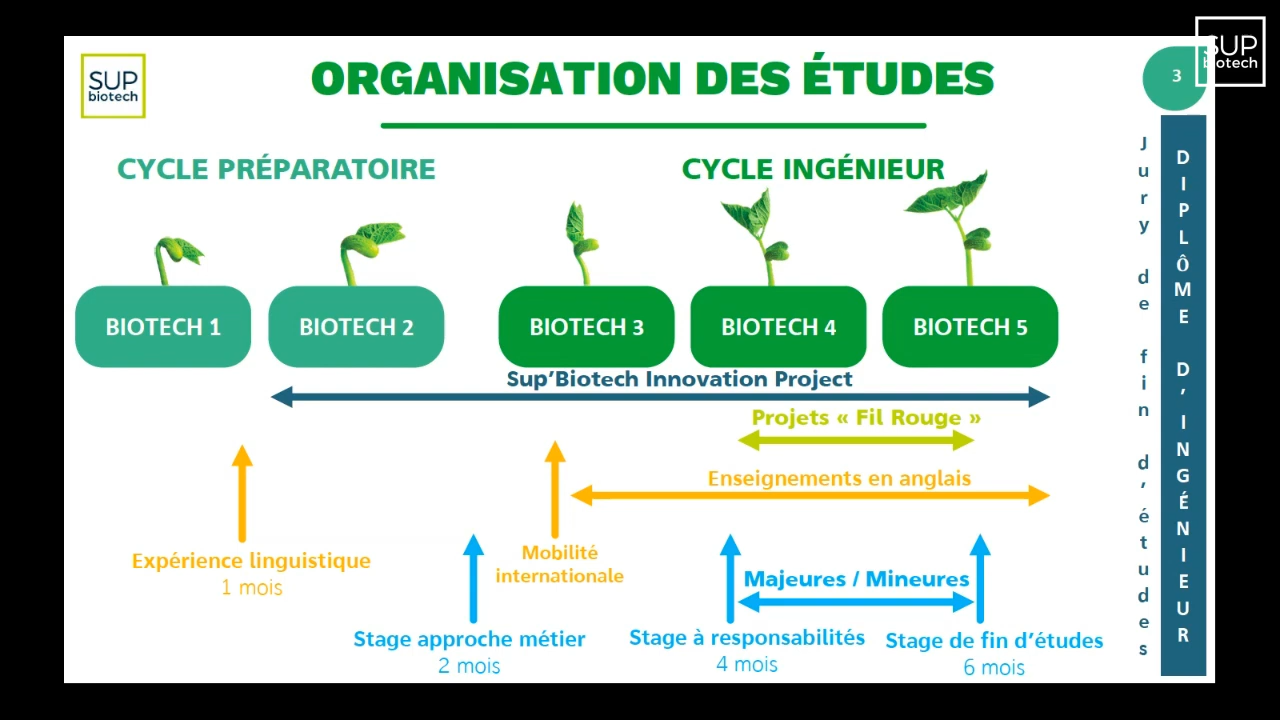 SUP
biotech
ORGANISATION DES ÉTUDES
3
SUP
biotech
CYCLE PRÉPARATOIRE
CYCLE INGÉNIEUR
BIOTECH 1
BIOTECH 2
BIOTECH 3
BIOTECH 4
BIOTECH 5
Sup’Biotech Innovation Project
Projets « Fil Rouge »
Enseignements en anglais
Expérience linguistique
1 mois
Mobilité
internationale
Majeures / Mineures
Stage approche métier
2 mois
Stage à responsabilités
4 mois
Stage de fin d’études
6 mois
Jury de fin d’études
DIPLÔME D’INGÉNIEUR